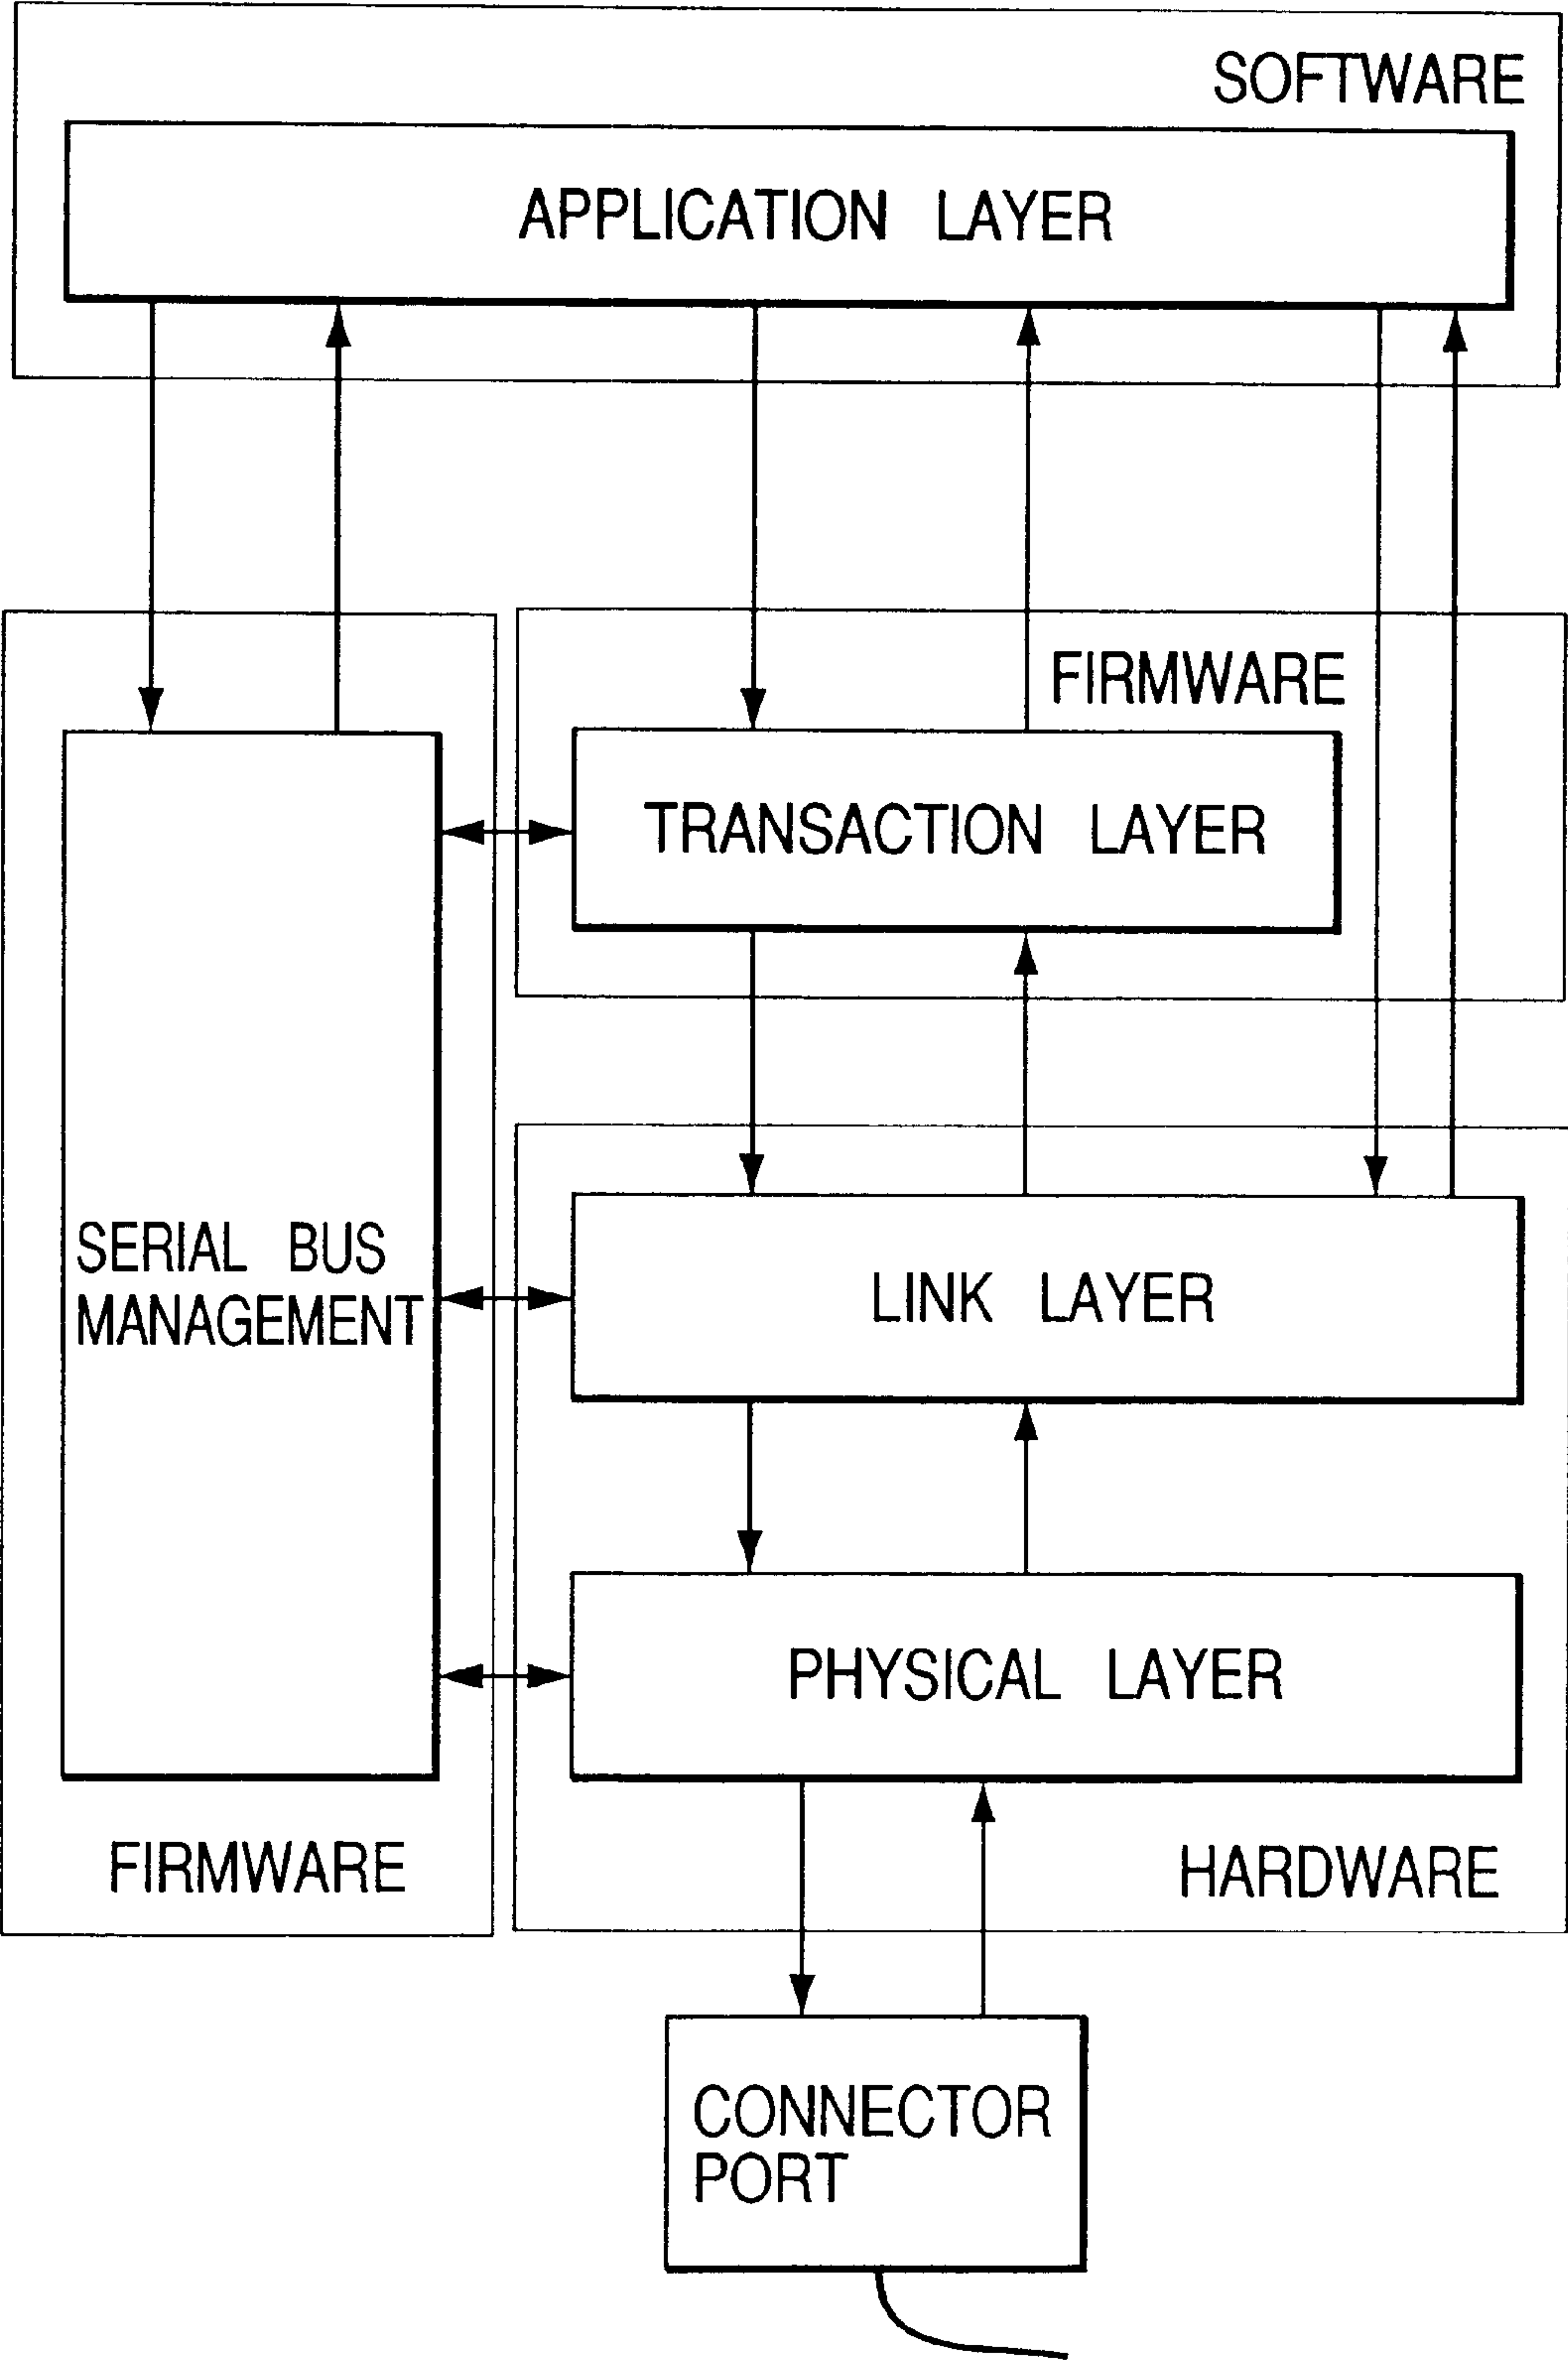 SOFTWARE
APPLICATION LAYER
FIRMWARE
TRANSACTION LAYER
SERIAL BUS
MANAGEMENT
LINK LAYER
PHYSICAL LAYER
FIRMWARE
HARDWARE
CONNECTOR
PORT